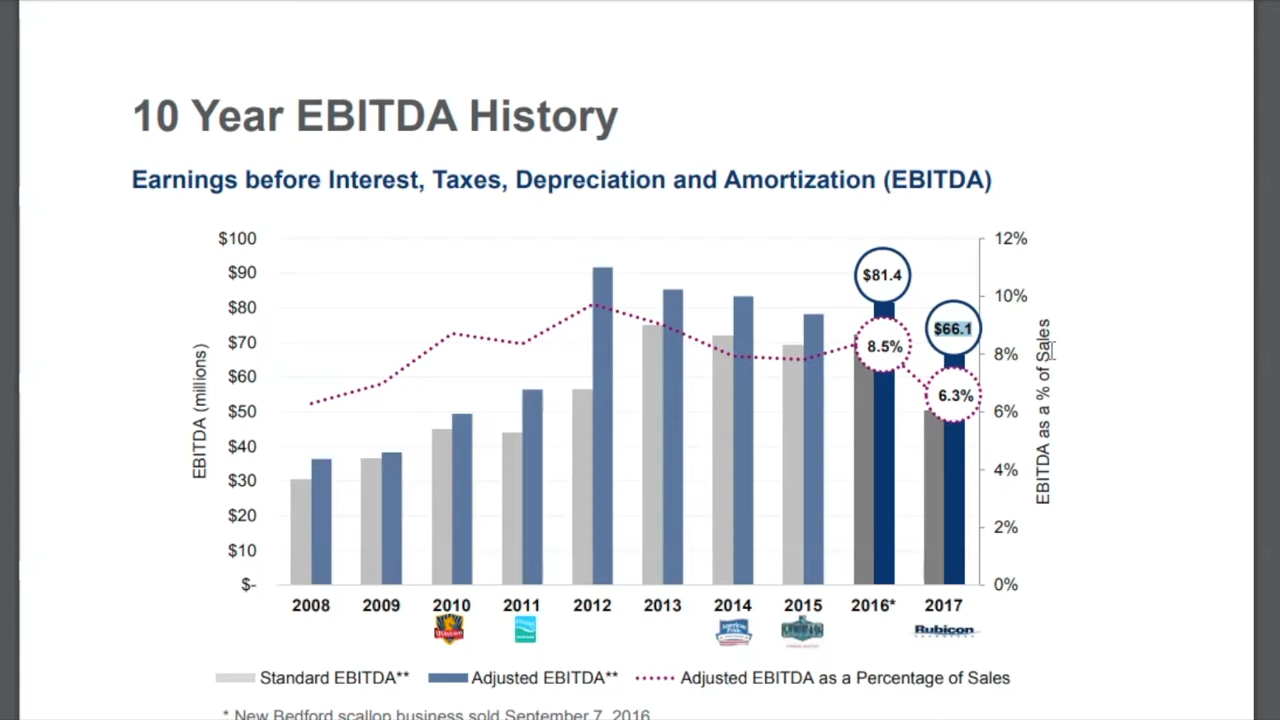 10 Year EBITDA History
Earnings before Interest, Taxes, Depreciation and Amortization (EBITDA)
EBITDA (millions)
$100
$90
$80
$70
$60
$50
$40
$30
$20
$10
$-
12%
10%
8%
6%
4%
2%
0%
EBITDA as a % of Sales
$81.4
$66.1
8.5%
6.3%
2008 2009 2010 2011 2012 2013 2014 2015 2016* 2017
American Pride
Rubicon
Standard EBITDA** Adjusted EBITDA** Adjusted EBITDA as a Percentage of Sales
* New Bedford scallop business sold September 7, 2016